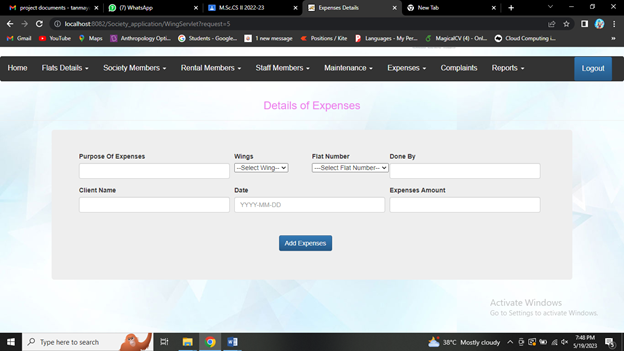 project documents - tanmay
(7) WhatsApp
M.Sc.CS II 2022-23
Expenses Details
New Tab
localhost:8082/Society_application/WingServlet?request=5
Gmail YouTube Maps Anthropology Opti... Students - Google... 1 new message Positions / Kite Languages - My Per... MagicalCV (4) - Onl... Cloud Computing i... »
Home Flats Details Society Members Rental Members Staff Members Maintenance Expenses Complaints Reports Logout
Details of Expenses
Purpose Of Expenses Wings Flat Number Done By
--Select Wing-- ---Select Flat Number--
Client Name Date Expenses Amount
YYYY-MM-DD
Add Expenses
Activate Windows
Go to Settings to activate Windows.
Type here to search
38°C Mostly cloudy
7:48 PM
5/19/2023